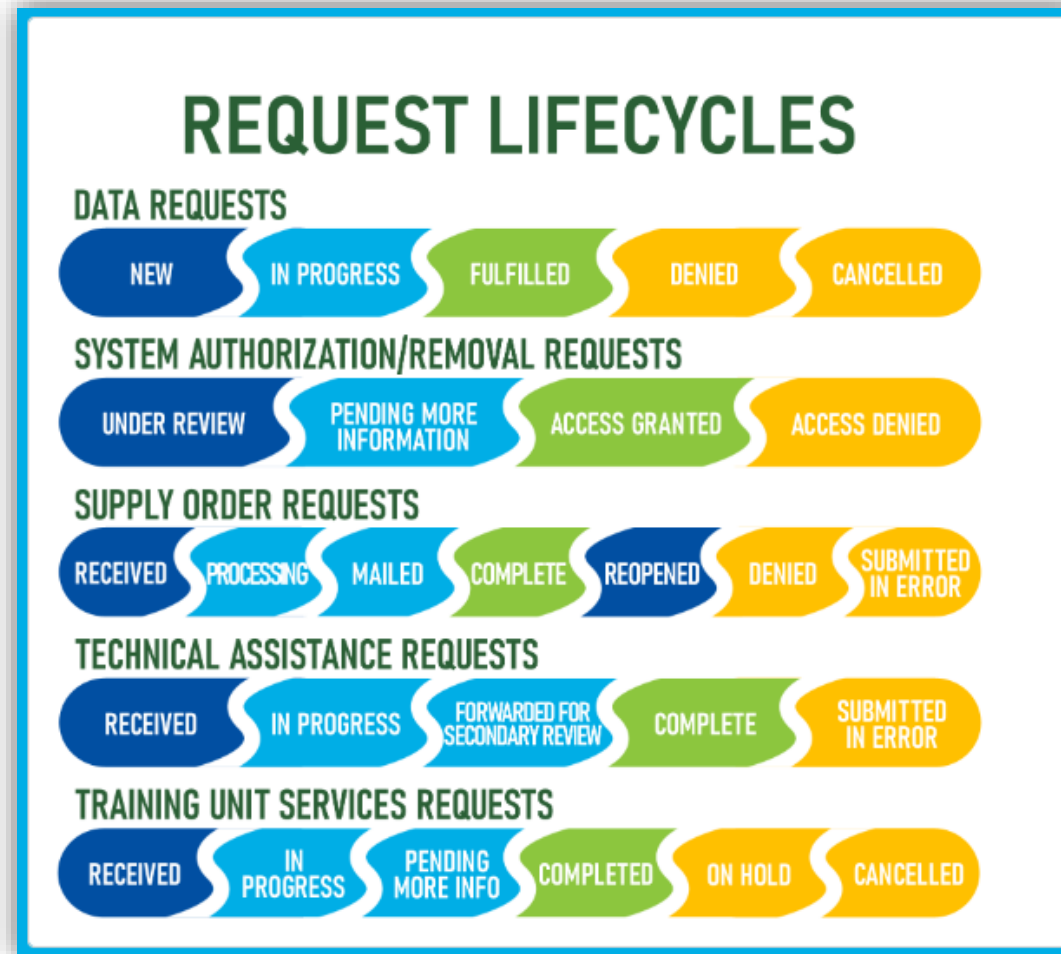 REQUEST LIFECYCLES
DATA REQUESTS
NEW
IN PROGRESS
FULFILLED
DENIED
CANCELLED
SYSTEM AUTHORIZATION/REMOVAL REQUESTS
UNDER REVIEW
PENDING MORE
INFORMATION
ACCESS GRANTED
ACCESS DENIED
SUPPLY ORDER REQUESTS
RECEIVED
PROCESSING
MAILED
COMPLETE
REOPENED
DENIED
SUBMITTED
IN ERROR
TECHNICAL ASSISTANCE REQUESTS
RECEIVED
IN PROGRESS
FORWARDED FOR
SECONDARY REVIEW
COMPLETE
SUBMITTED
IN ERROR
TRAINING UNIT SERVICES REQUESTS
RECEIVED
IN
PROGRESS
PENDING
MORE INFO
COMPLETED
ON HOLD
CANCELLED